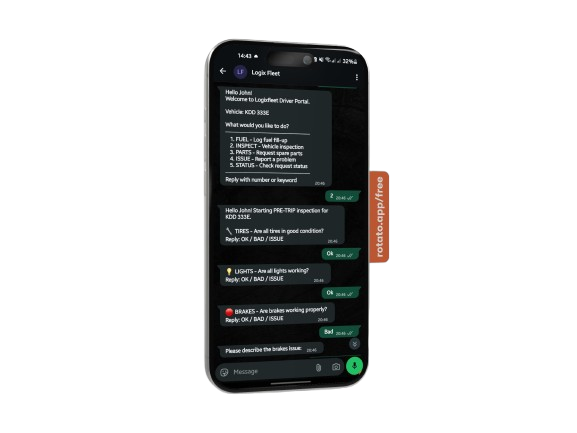 14:43
32%
LF
Logix Fleet
Hello John!
Welcome to Logixfleet Driver Portal.
Vehicle: KDD 333E
What would you like to do?
1. FUEL - Log fuel fill-up
2. INSPECT - Vehicle inspection
3. PARTS - Request spare parts
4. ISSUE - Report a problem
5. STATUS - Check request status
Reply with number or keyword
20:46
2 20:46
Hello John! Starting PRE-TRIP inspection for
KDD 333E.
TIRES - Are all tires in good condition?
Reply: OK / BAD / ISSUE
20:46
Ok 20:46
LIGHTS - Are all lights working?
Reply: OK / BAD / ISSUE
20:46
Ok 20:46
BRAKES - Are brakes working properly?
Reply: OK / BAD / ISSUE
20:46
Bad 20:46
Please describe the brakes issue: 20:46
Message
rotato.app/free